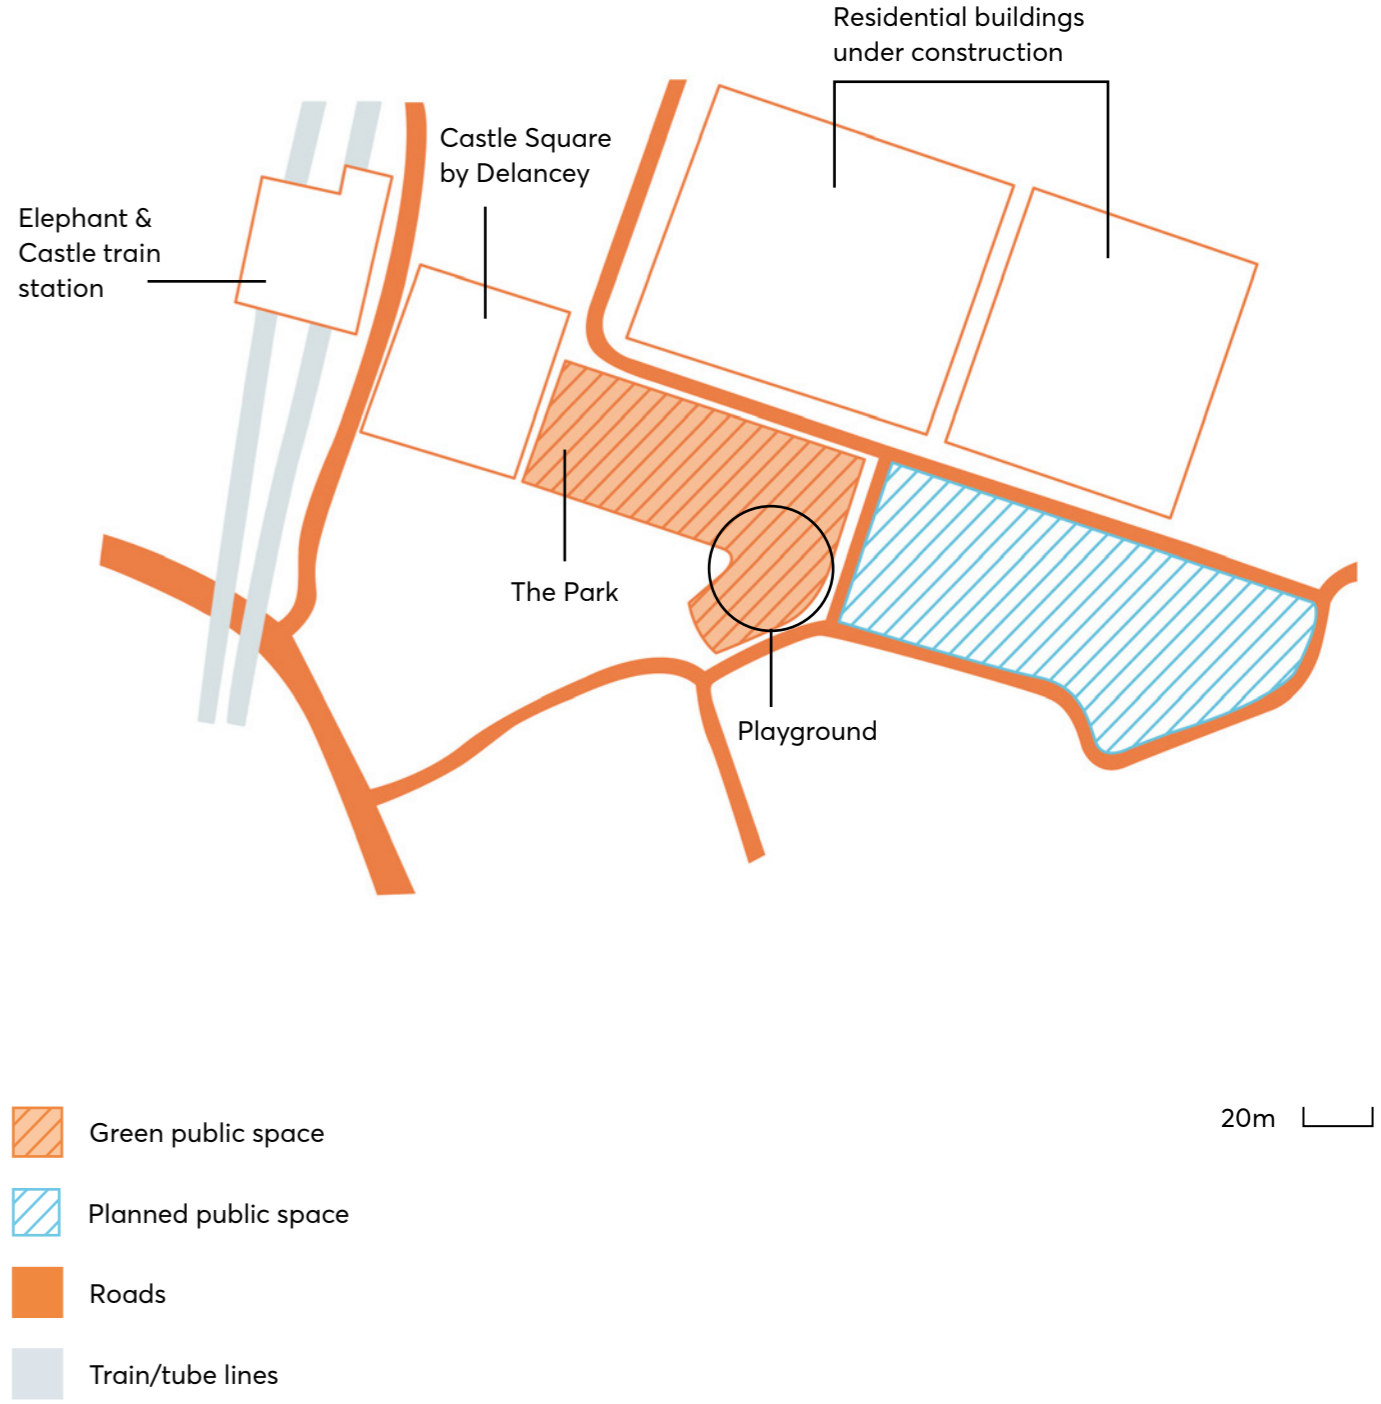 Residential buildings
under construction
Castle Square
by Delancey
Elephant &
Castle train
station
The Park
Playground
Green public space
20m
Planned public space
Roads
Train/tube lines